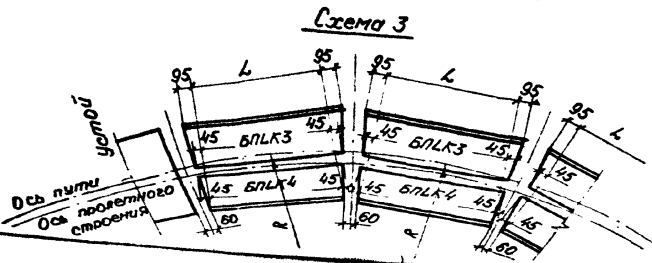 Схема 3
95 L 95 95 L 95 95 L
устой
45 БПLК3 45 45 БПLК3 45 45
Ось пути
Ось пролетного
строения
45 БПLК4 45 45 БПLК4 45 45
60 R 60 R 60